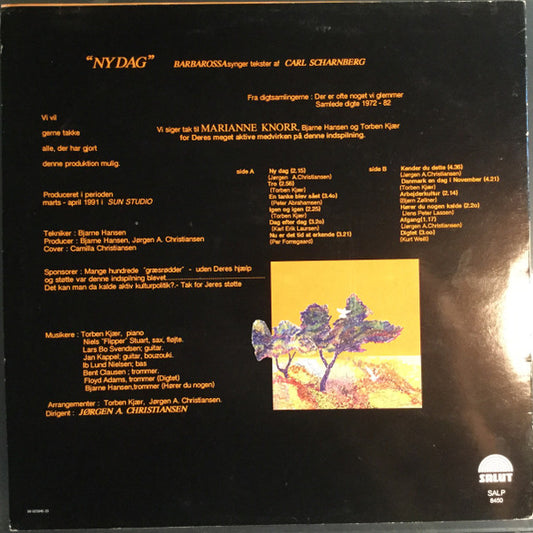 "NY DAG" BARBAROSSA synger tekster af CARL SCHARNBERG
Fra digtsamlingerne : Der er ofte noget vi glemmer
Samlede digte 1972 - 82
Vi vil
gerne takke
alle, der har gjort
denne produktion mulig.
Vi siger tak til MARIANNE KNORR, Bjarne Hansen og Torben Kjær
for Deres meget aktive medvirken på denne indspilning.
side A
Ny dag (2.15)
(Jørgen A.Christiansen)
Tro (2.56)
(Torben Kjær)
En tanke blev sået (3.4o)
(Peter Abrahamsen)
Igen og igen (2.25)
(Torben Kjær)
Dag efter dag (3.2o)
(Karl Erik Laursen)
Nu er det tid at erkende (3.21)
(Per Forregaard)
side B
Kender du dette (4.36)
(Jørgen A.Christiansen)
Danmark en dag i November (4.21)
(Torben Kjær)
Arbejderkultur (2.14)
(Ejlern Zellner)
Hører du nogen kalde (2.2o)
(Jens Peter Lassen)
Afgang(1.17)
(Jørgen A.Christiansen)
Digtet (3.oo)
(Kurt Weill)
Produceret i perioden
marts - april 1991 i SUN STUDIO
Tekniker : Bjarne Hansen
Producer : Bjarne Hansen, Jørgen A. Christiansen
Cover : Camilla Christiansen
Sponsorer : Mange hundrede "græsrødder" - uden Deres hjælp
og støtte var denne indspilning blevet
Det kan man da kalde aktiv kulturpolitik?.- Tak for Jeres støtte
Musikere : Torben Kjær, piano
Niels "Flipper" Stuart, sax, fløjte.
Lars Bo Svendsen; guitar.
Jan Kappel; guitar, bouzouki.
Ib Lund Nielsen; bas
Bent Clausen ; trommer.
Floyd Adams, trommer (Digtet)
Bjarne Hansen,trommer (Hører du nogen)
Arrangementer : Torben Kjær, Jørgen A. Christiansen.
Dirigent : JØRGEN A. CHRISTIANSEN
SALUT
SALP
8450